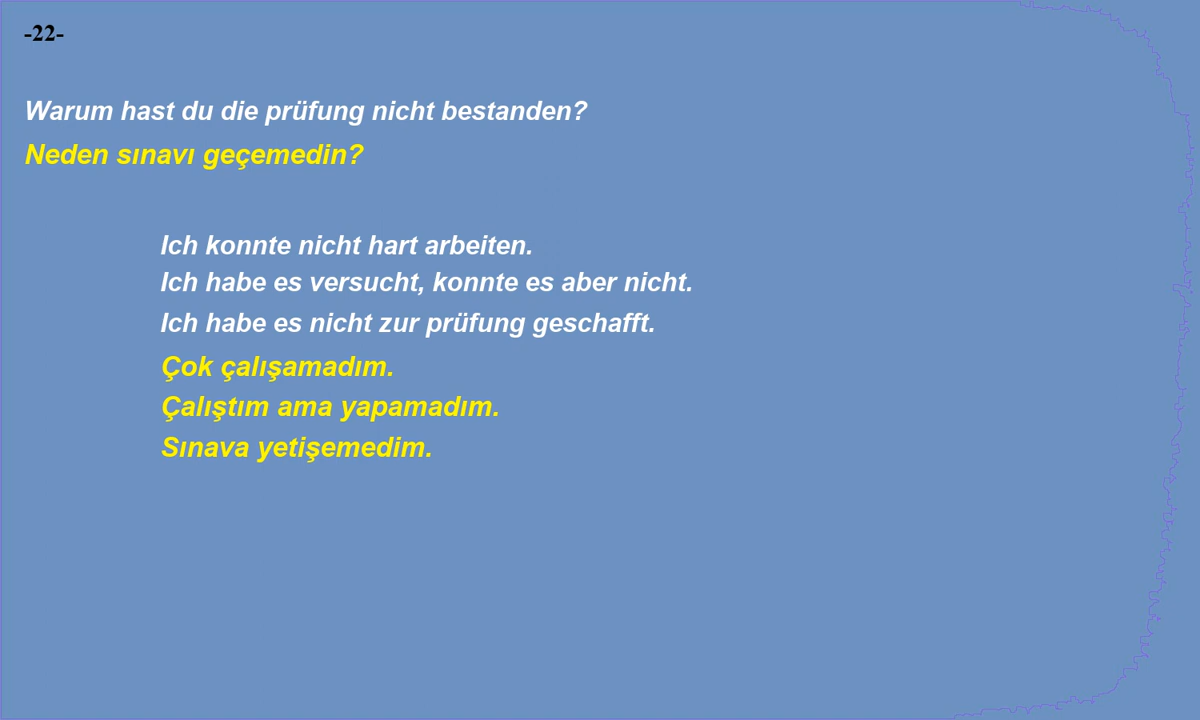 -22-
Warum hast du die prüfung nicht bestanden?
Neden sınavı geçemedin?
Ich konnte nicht hart arbeiten.
Ich habe es versucht, konnte es aber nicht.
Ich habe es nicht zur prüfung geschafft.
Çok çalışamadım.
Çalıştım ama yapamadım.
Sınava yetişemedim.